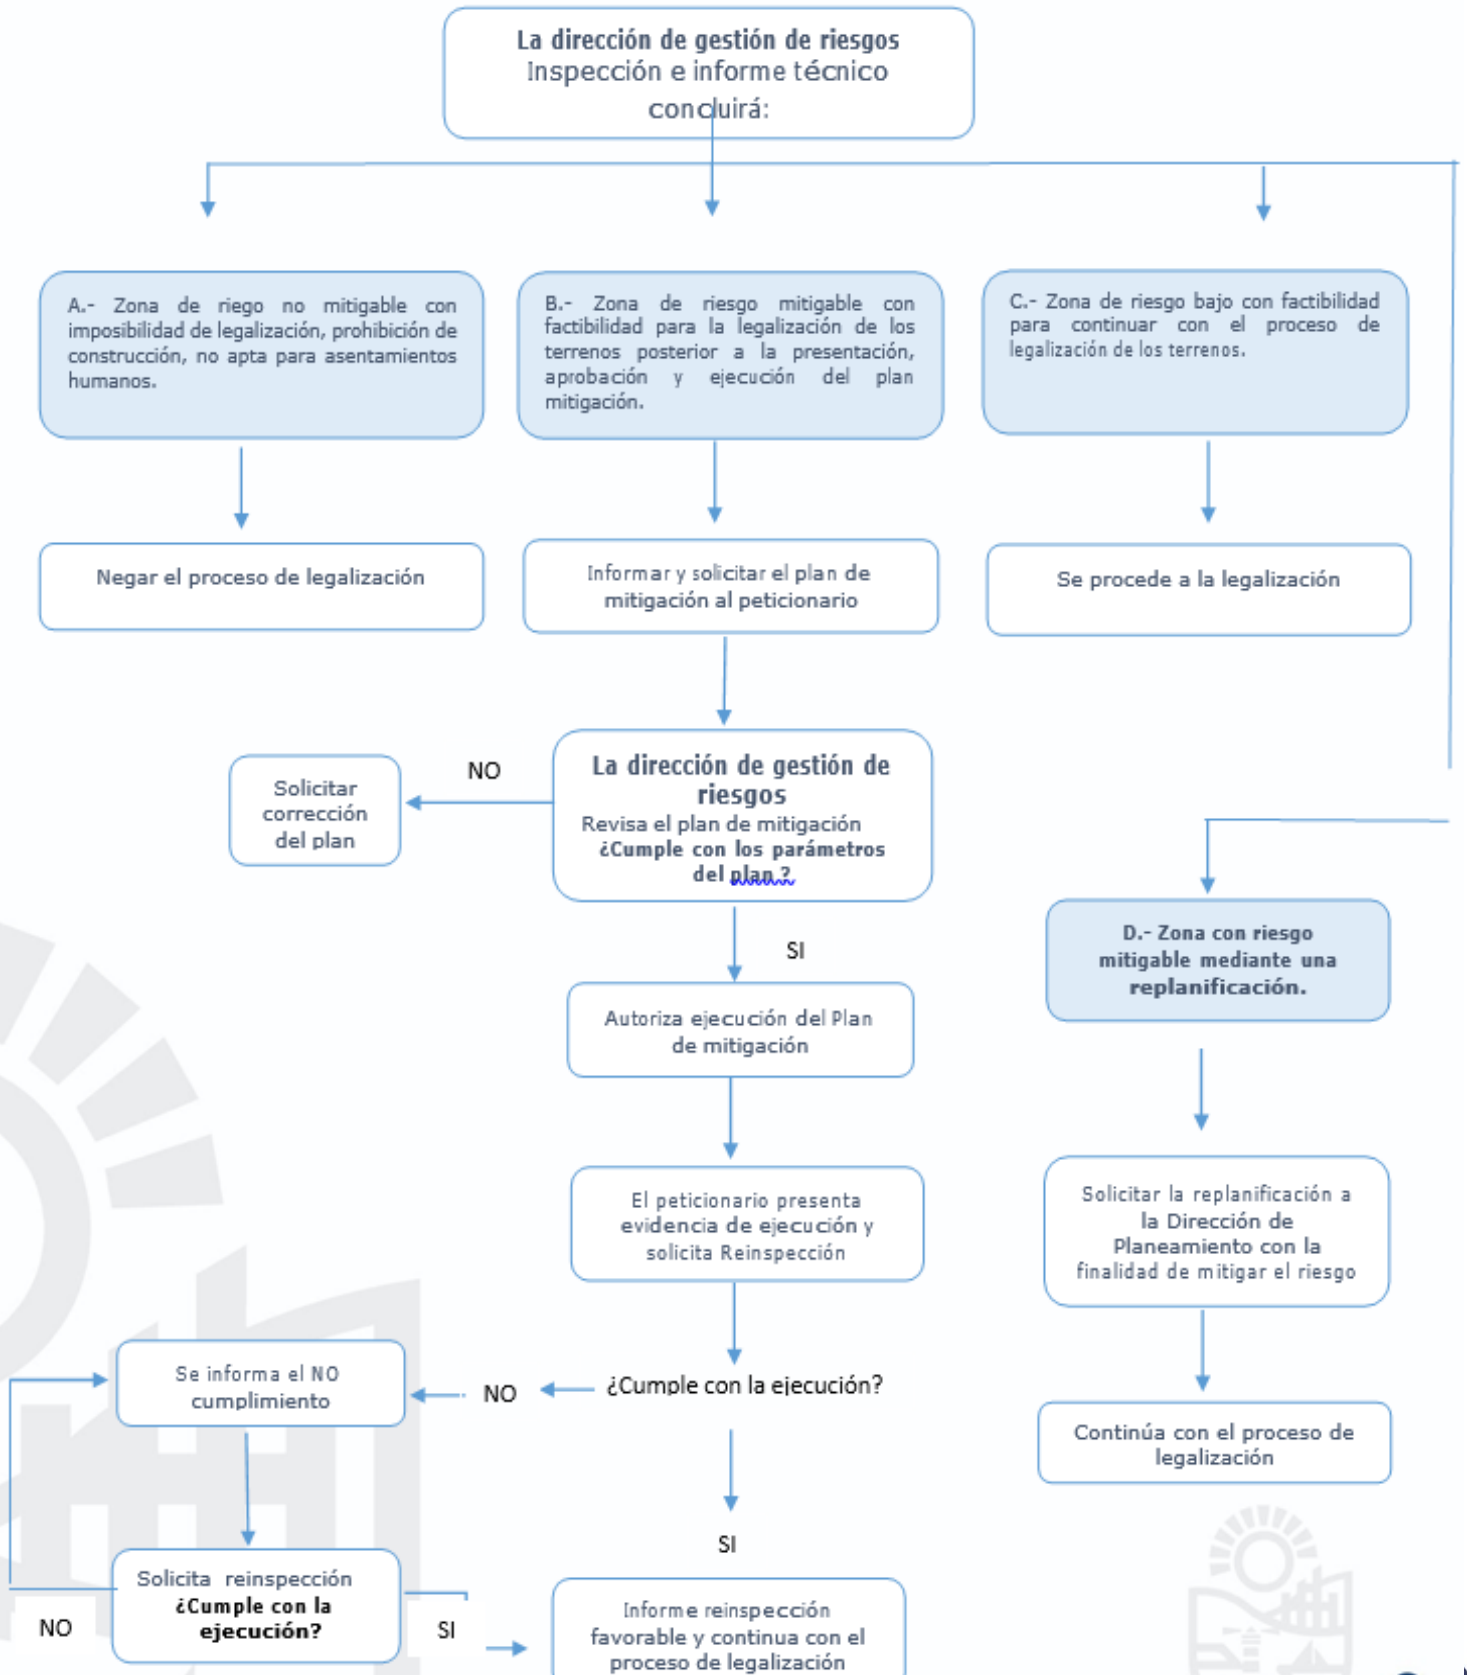 La dirección de gestión de riesgos
Inspección e informe técnico
concluirá:
A.- Zona de riego no mitigable con
imposibilidad de legalización, prohibición de
construcción, no apta para asentamientos
humanos.
B.- Zona de riesgo mitigable con
factibilidad para la legalización de los
terrenos posterior a la presentación,
aprobación y ejecución del plan
mitigación.
C.- Zona de riesgo bajo con factibilidad
para continuar con el proceso de
legalización de los terrenos.
Negar el proceso de legalización
Informar y solicitar el plan de
mitigación al peticionario
Se procede a la legalización
La dirección de gestión de
riesgos
Revisa el plan de mitigación
¿Cumple con los parámetros
del plan ?
NO
Solicitar
corrección
del plan
SI
Autoriza ejecución del Plan
de mitigación
D.- Zona con riesgo
mitigable mediante una
replanificación.
El peticionario presenta
evidencia de ejecución y
solicita Reinspección
Solicitar la replanificación a
la Dirección de
Planeamiento con la
finalidad de mitigar el riesgo
¿Cumple con la ejecución?
NO
Se informa el NO
cumplimiento
Continúa con el proceso de
legalización
SI
Solicita reinspección
¿Cumple con la
ejecución?
NO
SI
Informe reinspección
favorable y continua con el
proceso de legalización